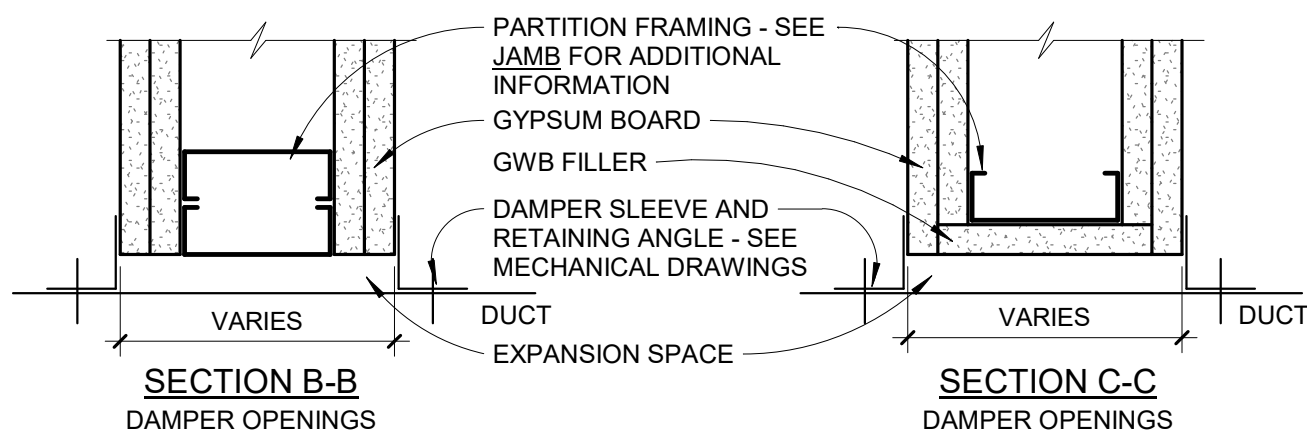 PARTITION FRAMING - SEE
JAMB FOR ADDITIONAL
INFORMATION
GYPSUM BOARD
GWB FILLER
DAMPER SLEEVE AND
RETAINING ANGLE - SEE
MECHANICAL DRAWINGS
DUCT
DUCT
VARIES
VARIES
EXPANSION SPACE
SECTION B-B
DAMPER OPENINGS
SECTION C-C
DAMPER OPENINGS